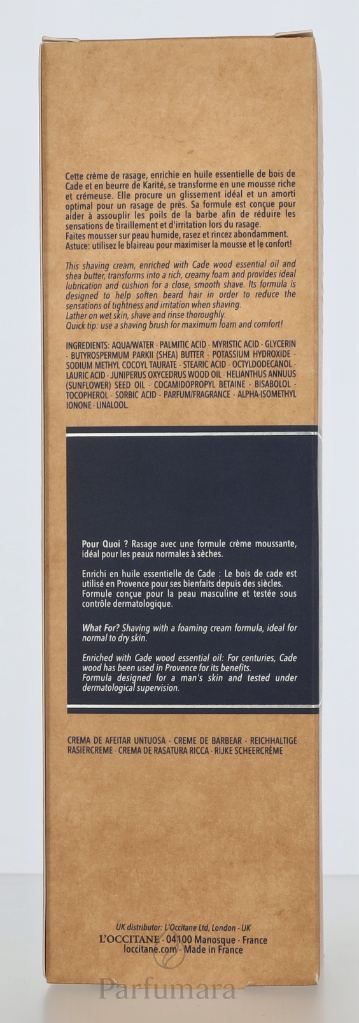 Cette crème de rasage, enrichie en huile essentielle de bois de
Cade et en beurre de Karité, se transforme en une mousse riche
et crémeuse. Elle procure un glissement idéal et un amorti
optimal pour un rasage de près. Sa formule est conçue pour
aider à assouplir les poils de la barbe afin de réduire les
sensations de tiraillement et d'irritation lors du rasage.
Faites mousser sur peau humide, rasez et rincez abondamment.
Astuce: utilisez le blaireau pour maximiser la mousse et le confort!
This shaving cream, enriched with Cade wood essential oil and
shea butter, transforms into a rich, creamy foam and provides ideal
lubrication and cushion for a close, smooth shave. Its formula is
designed to help soften beard hair in order to reduce the
sensations of tightness and irritation when shaving.
Lather on wet skin, shave and rinse thoroughly.
Quick tip: use a shaving brush for maximum foam and comfort!
INGREDIENTS: AQUA/WATER · PALMITIC ACID · MYRISTIC ACID · GLYCERIN
· BUTYROSPERMUM PARKII (SHEA) BUTTER · POTASSIUM HYDROXIDE ·
SODIUM METHYL COCOYL TAURATE · STEARIC ACID · OCTYLDODECANOL ·
LAURIC ACID · JUNIPERUS OXYCEDRUS WOOD OIL · HELIANTHUS ANNUUS
(SUNFLOWER) SEED OIL · COCAMIDOPROPYL BETAINE · BISABOLOL ·
TOCOPHEROL · SORBIC ACID · PARFUM/FRAGRANCE · ALPHA-ISOMETHYL
IONONE · LINALOOL.
Pour Quoi ? Rasage avec une formule crème moussante,
idéal pour les peaux normales à sèches.
Enrichi en huile essentielle de Cade : Le bois de cade est
utilisé en Provence pour ses bienfaits depuis des siècles.
Formule conçue pour la peau masculine et testée sous
contrôle dermatologique.
What For? Shaving with a foaming cream formula, ideal for
normal to dry skin.
Enriched with Cade wood essential oil: For centuries, Cade
wood has been used in Provence for its benefits.
Formula designed for a man's skin and tested under
dermatological supervision.
CREMA DE AFEITAR UNTUOSA · CREME DE BARBEAR · REICHHALTIGE
RASIERCREME · CREMA DE RASATURA RICCA · RIJKE SCHEERCRÈME
UK distributor: L'Occitane Ltd, London - UK
L'OCCITANE · 04100 Manosque - France
loccitane.com · Made in France
Parfumara